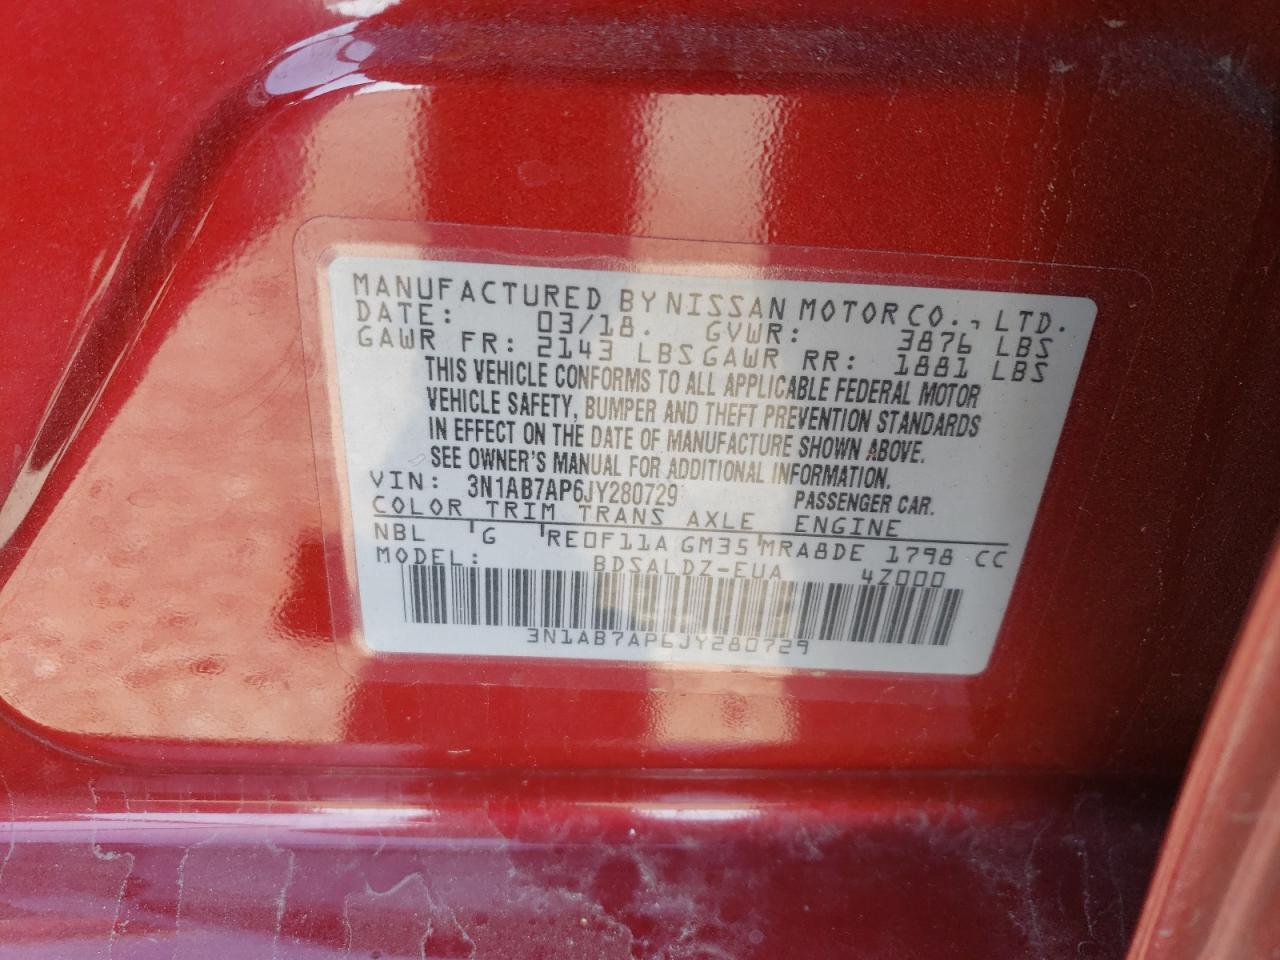 MANUFACTURED BY NISSAN MOTOR CO., LTD.
DATE: 03/18 GVWR: 3876 LBS
GAWR FR: 2143 LBS GAWR RR: 1881 LBS
THIS VEHICLE CONFORMS TO ALL APPLICABLE FEDERAL MOTOR
VEHICLE SAFETY, BUMPER AND THEFT PREVENTION STANDARDS
IN EFFECT ON THE DATE OF MANUFACTURE SHOWN ABOVE.
SEE OWNER'S MANUAL FOR ADDITIONAL INFORMATION.
VIN: 3N1AB7AP6JY280729 PASSENGER CAR.
COLOR TRIM TRANS AXLE ENGINE
NBL G RE0F11A GM35 MRA8DE 1798 CC
MODEL: BDSALDZ-EUA 4Z000
3N1AB7AP6JY280729